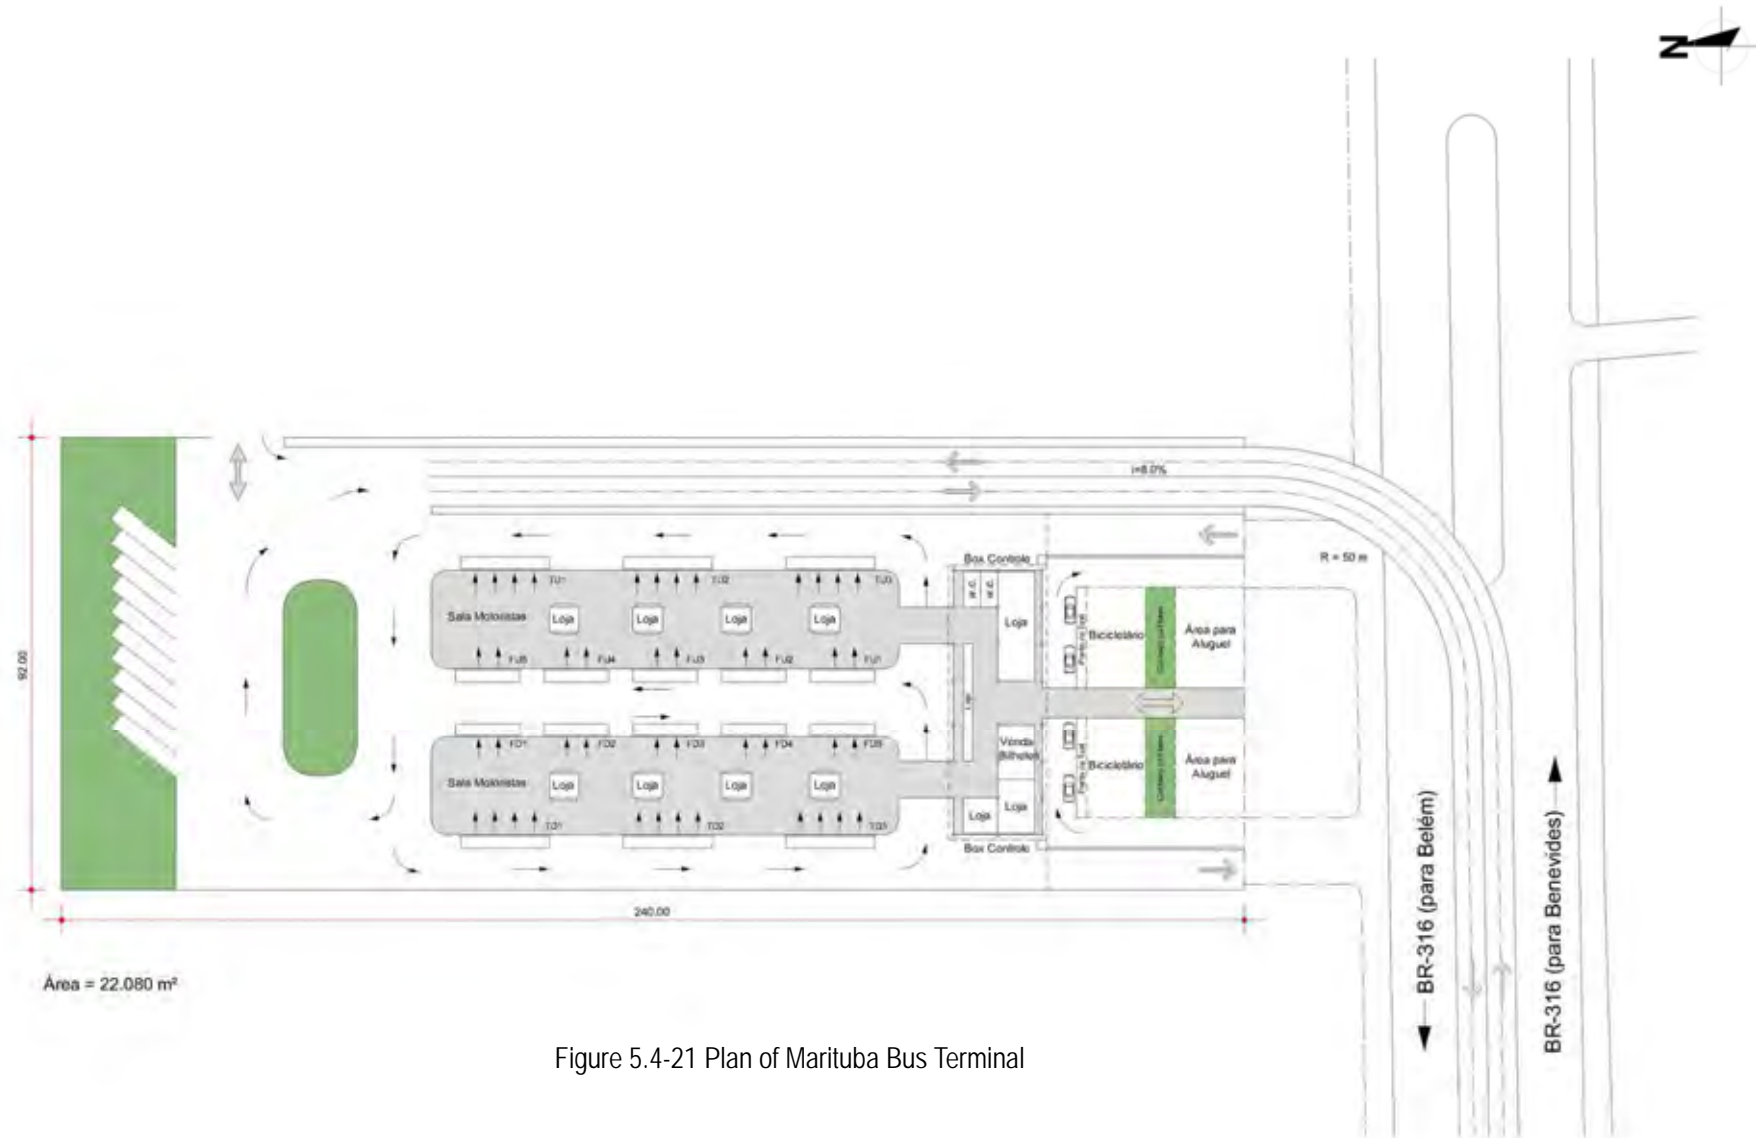 N
i=8.0%
R = 50 m
92.00
Box Controle
TU1
TU2
TU3
Sala Motoristas
Loja
Loja
Loja
Loja
FU5
FU4
FU3
FU2
FU1
W.C.
W.C.
Loja
Bicicletário
Área para
Aluguel
FD1
FD2
FD3
FD4
FD5
Sala Motoristas
Loja
Loja
Loja
Loja
TD1
TD2
TD3
Venda
Bilhetes
Loja
Loja
Bicicletário
Área para
Aluguel
Box Controle
240.00
Área = 22.080 m²
BR-316 (para Belém)
BR-316 (para Benevides)
Figure 5.4-21 Plan of Marituba Bus Terminal